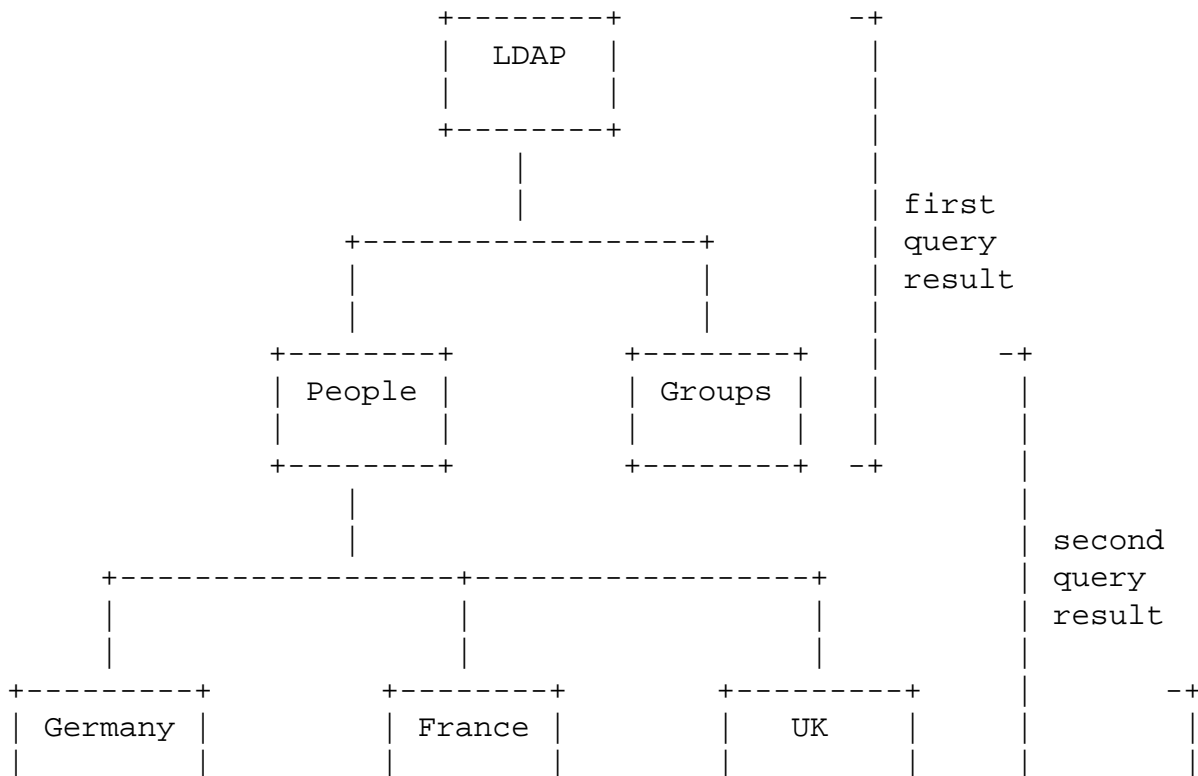 LDAP
first
query
result
People Groups
second
query
result
Germany France UK